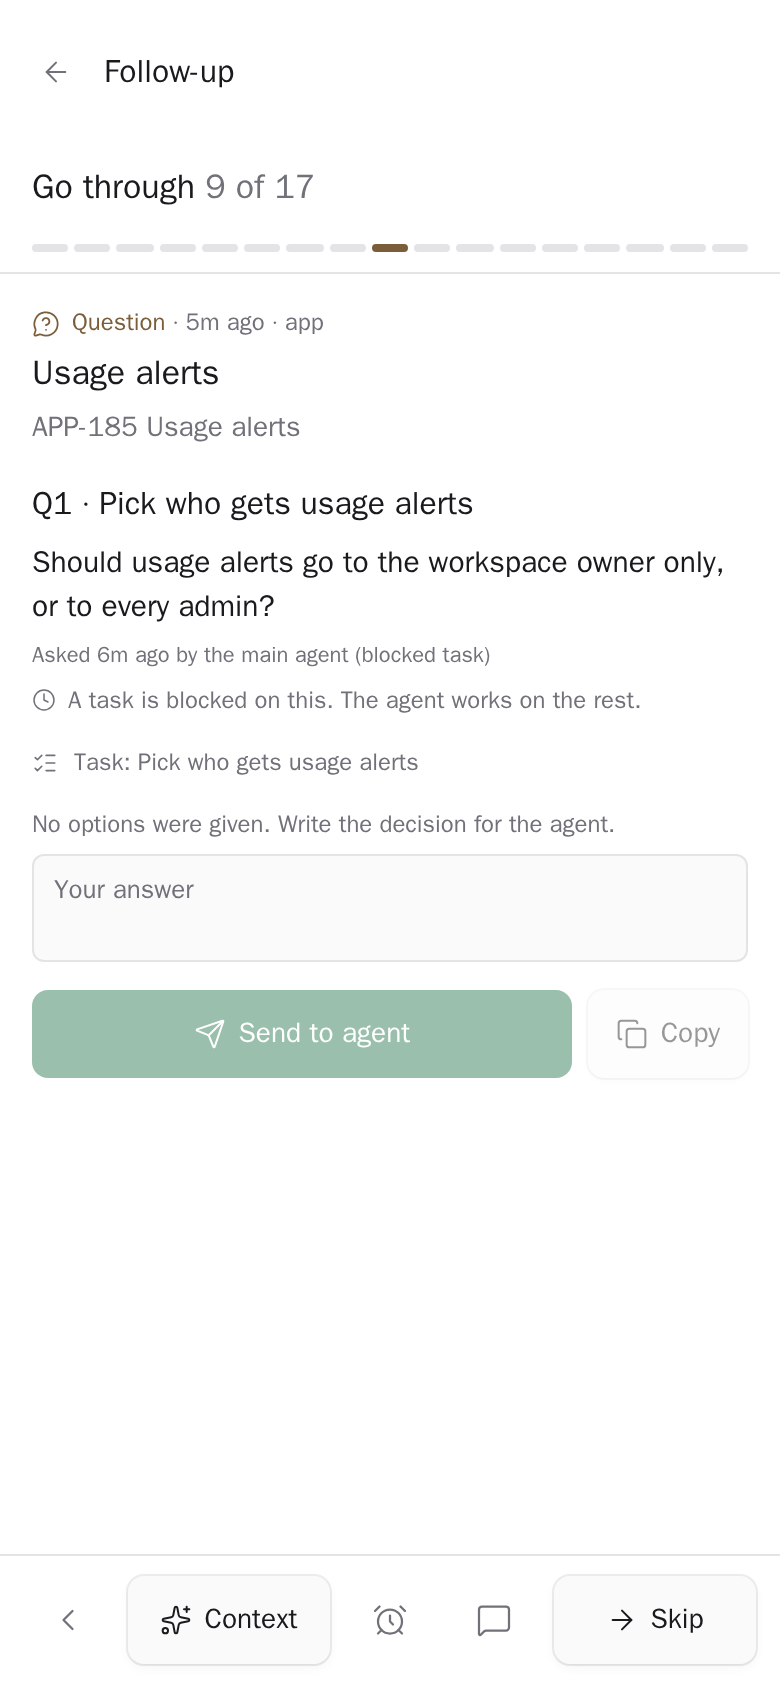 Follow-up
Go through 9 of 17
Question · 5m ago · app
Usage alerts
APP-185 Usage alerts
Q1 · Pick who gets usage alerts
Should usage alerts go to the workspace owner only,
or to every admin?
Asked 6m ago by the main agent (blocked task)
A task is blocked on this. The agent works on the rest.
Task: Pick who gets usage alerts
No options were given. Write the decision for the agent.
Your answer
Send to agent
Copy
Context
Skip